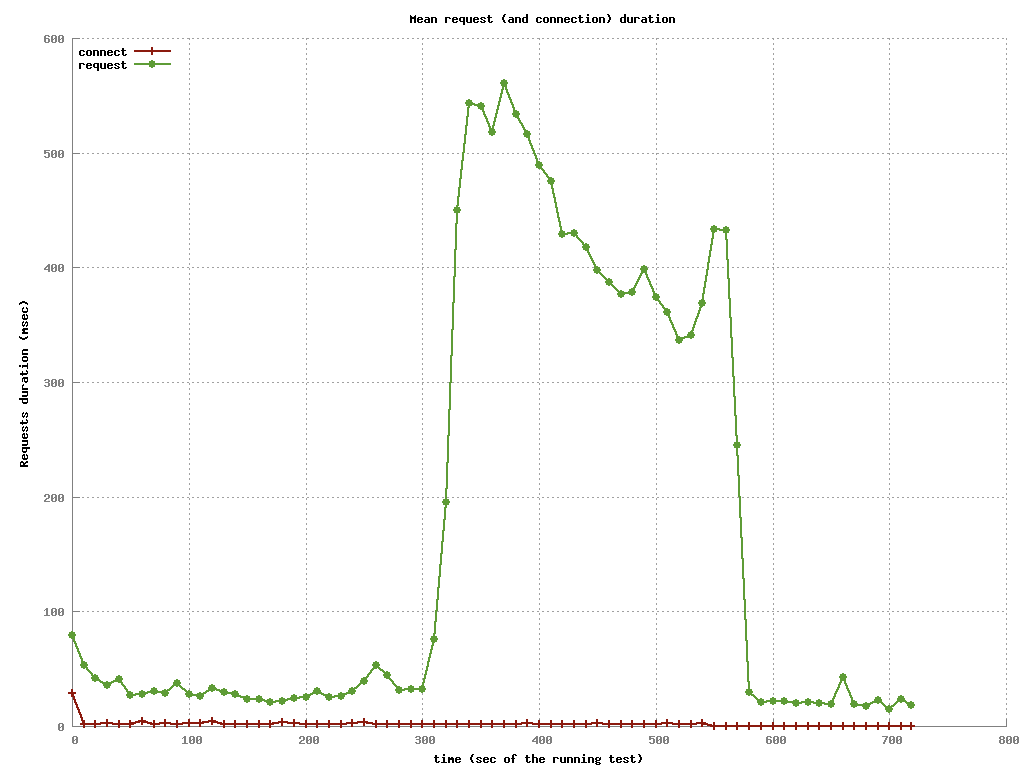 Mean request (and connection) duration
600
connect
request
500
400
300
200
100
0
Requests duration (msec)
0 100 200 300 400 500 600 700 800
time (sec of the running test)